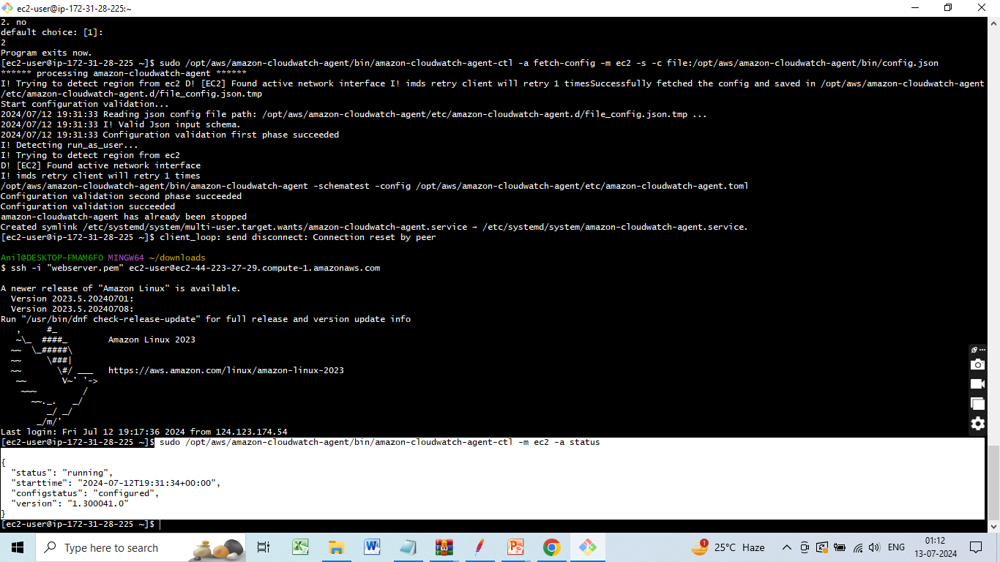 ec2-user@ip-172-31-28-225:~
2. no
default choice: [1]:
2
Program exits now.
[ec2-user@ip-172-31-28-225 ~]$ sudo /opt/aws/amazon-cloudwatch-agent/bin/amazon-cloudwatch-agent-ctl -a fetch-config -m ec2 -s -c file:/opt/aws/amazon-cloudwatch-agent/bin/config.json
****** processing amazon-cloudwatch-agent ******
I! Trying to detect region from ec2 D! [EC2] Found active network interface I! imds retry client will retry 1 timesSuccessfully fetched the config and saved in /opt/aws/amazon-cloudwatch-agent
/etc/amazon-cloudwatch-agent.d/file_config.json.tmp
Start configuration validation...
2024/07/12 19:31:33 Reading json config file path: /opt/aws/amazon-cloudwatch-agent/etc/amazon-cloudwatch-agent.d/file_config.json.tmp ...
2024/07/12 19:31:33 I! Valid Json input schema.
2024/07/12 19:31:33 Configuration validation first phase succeeded
I! Detecting run_as_user...
I! Trying to detect region from ec2
D! [EC2] Found active network interface
I! imds retry client will retry 1 times
/opt/aws/amazon-cloudwatch-agent/bin/amazon-cloudwatch-agent -schematest -config /opt/aws/amazon-cloudwatch-agent/etc/amazon-cloudwatch-agent.toml
Configuration validation second phase succeeded
Configuration validation succeeded
amazon-cloudwatch-agent has already been stopped
Created symlink /etc/systemd/system/multi-user.target.wants/amazon-cloudwatch-agent.service → /etc/systemd/system/amazon-cloudwatch-agent.service.
[ec2-user@ip-172-31-28-225 ~]$ client_loop: send disconnect: Connection reset by peer
Anil@DESKTOP-FMAM6FO MINGW64 ~/downloads
$ ssh -i "webserver.pem" ec2-user@ec2-44-223-27-29.compute-1.amazonaws.com
A newer release of "Amazon Linux" is available.
  Version 2023.5.20240701:
  Version 2023.5.20240708:
Run "/usr/bin/dnf check-release-update" for full release and version update info
   ,     #_
   ~\_  ####_        Amazon Linux 2023
  ~~  \_#####\
  ~~     \###|
  ~~       \#/ ___   https://aws.amazon.com/linux/amazon-linux-2023
   ~~       V~' '->
    ~~~         /
      ~~._.   _/
         _/ _/
       _/m/'
Last login: Fri Jul 12 19:17:36 2024 from 124.123.174.54
[ec2-user@ip-172-31-28-225 ~]$ sudo /opt/aws/amazon-cloudwatch-agent/bin/amazon-cloudwatch-agent-ctl -m ec2 -a status
{
  "status": "running",
  "starttime": "2024-07-12T19:31:34+00:00",
  "configstatus": "configured",
  "version": "1.300041.0"
}
[ec2-user@ip-172-31-28-225 ~]$
Type here to search
1
25°C Haze
ENG
01:12
13-07-2024